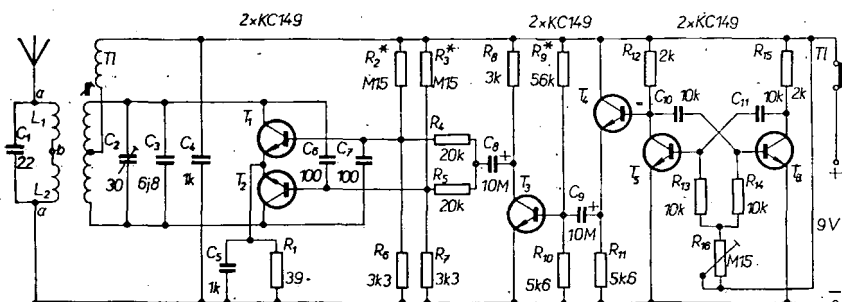 2×KC149
2×KC149
2×KC149
Tl
R2*
M15
R3*
M15
R8
3k
R9*
56k
R12
2k
R15
2k
Tl
a
L1
C1
22
b
L2
a
C2
30
C3
6j8
C4
1k
T1
T2
C6
100
C7
100
R4
20k
R5
20k
C8
+
10M
T3
C9
+
10M
T4
C10
10k
C11
10k
T5
T6
R13
10k
R14
10k
R16
M15
+
9V
−
C5
1k
R1
39
R6
3k3
R7
3k3
R10
5k6
R11
5k6